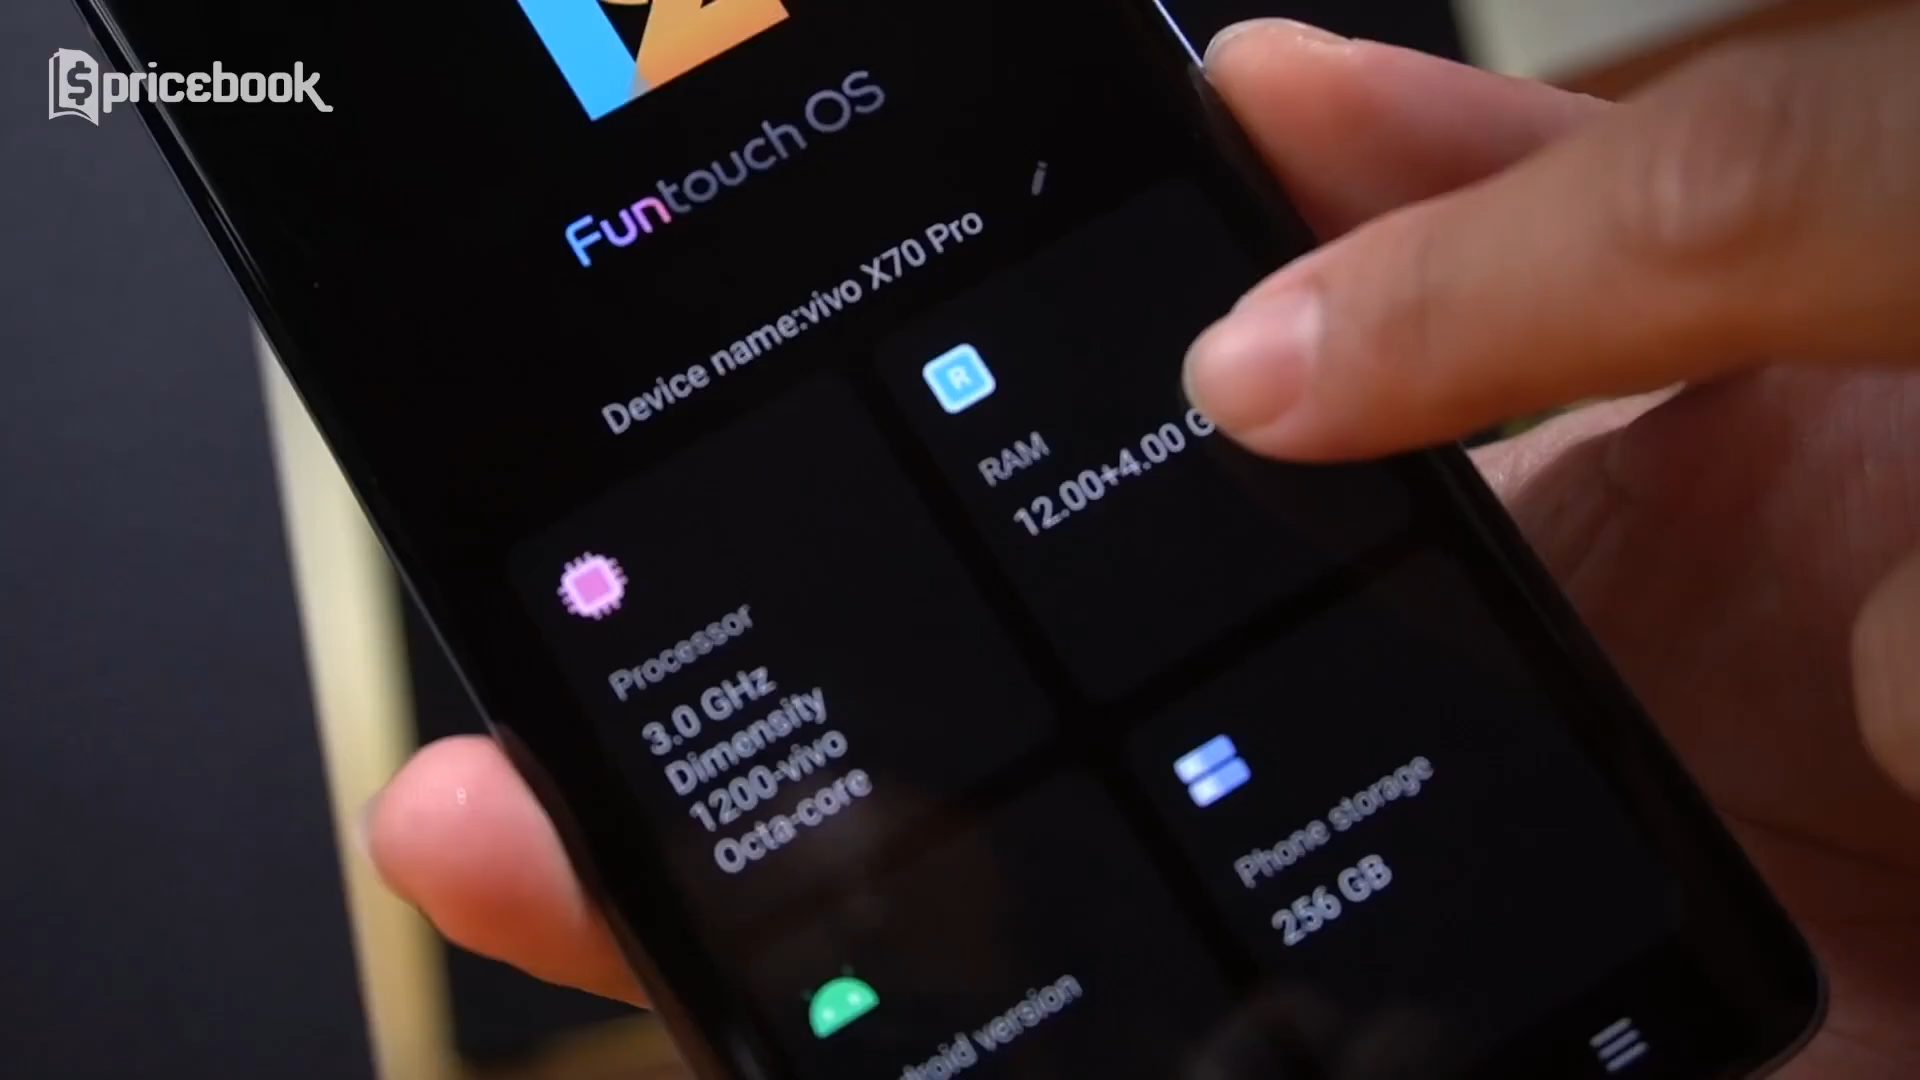 pricebook
Funtouch OS
Device name:vivo X70 Pro
R
RAM
12.00+4.00 G
Processor
3.0 GHz
Dimensity
1200-vivo
Octa-core
Phone storage
256 GB
droid version